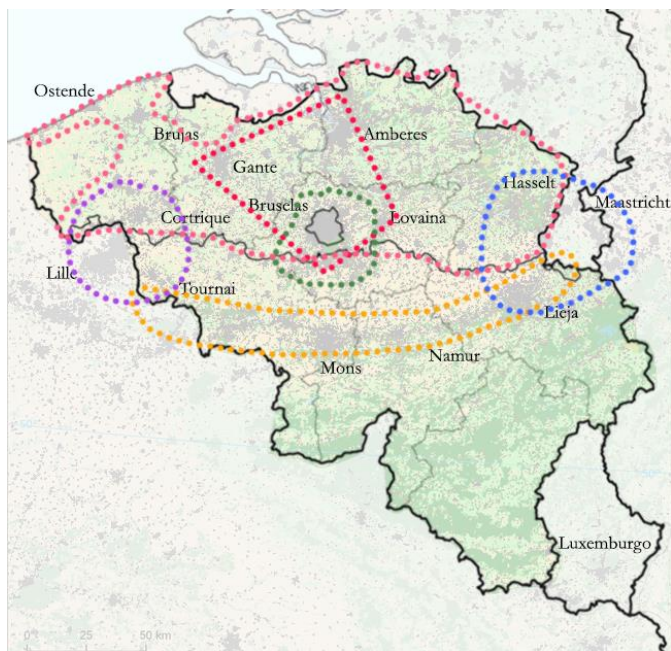 Ostende
Brujas
Amberes
Gante
Hasselt
Maastricht
Bruselas
Cortrique
Lovaina
Lille
Tournai
Lieja
Namur
Mons
Luxemburgo
0 25 50 km